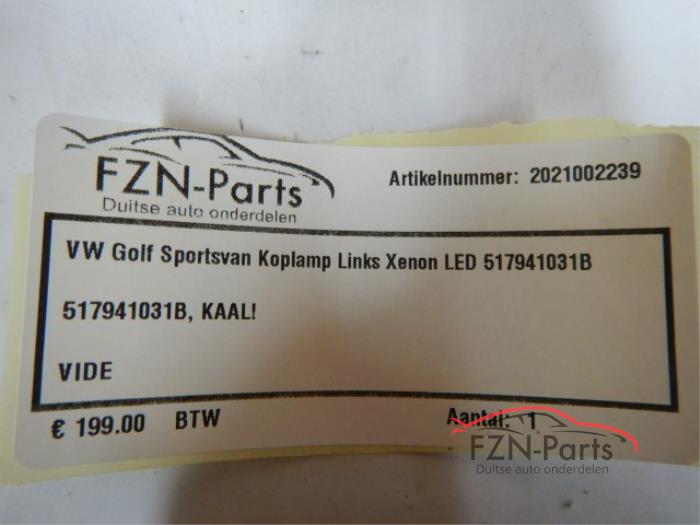 FZN-Parts
Duitse auto onderdelen
Artikelnummer: 2021002239
VW Golf Sportsvan Koplamp Links Xenon LED 517941031B
517941031B, KAAL!
VIDE
€ 199.00 BTW
Aantal: 1
FZN-Parts
Duitse auto onderdelen